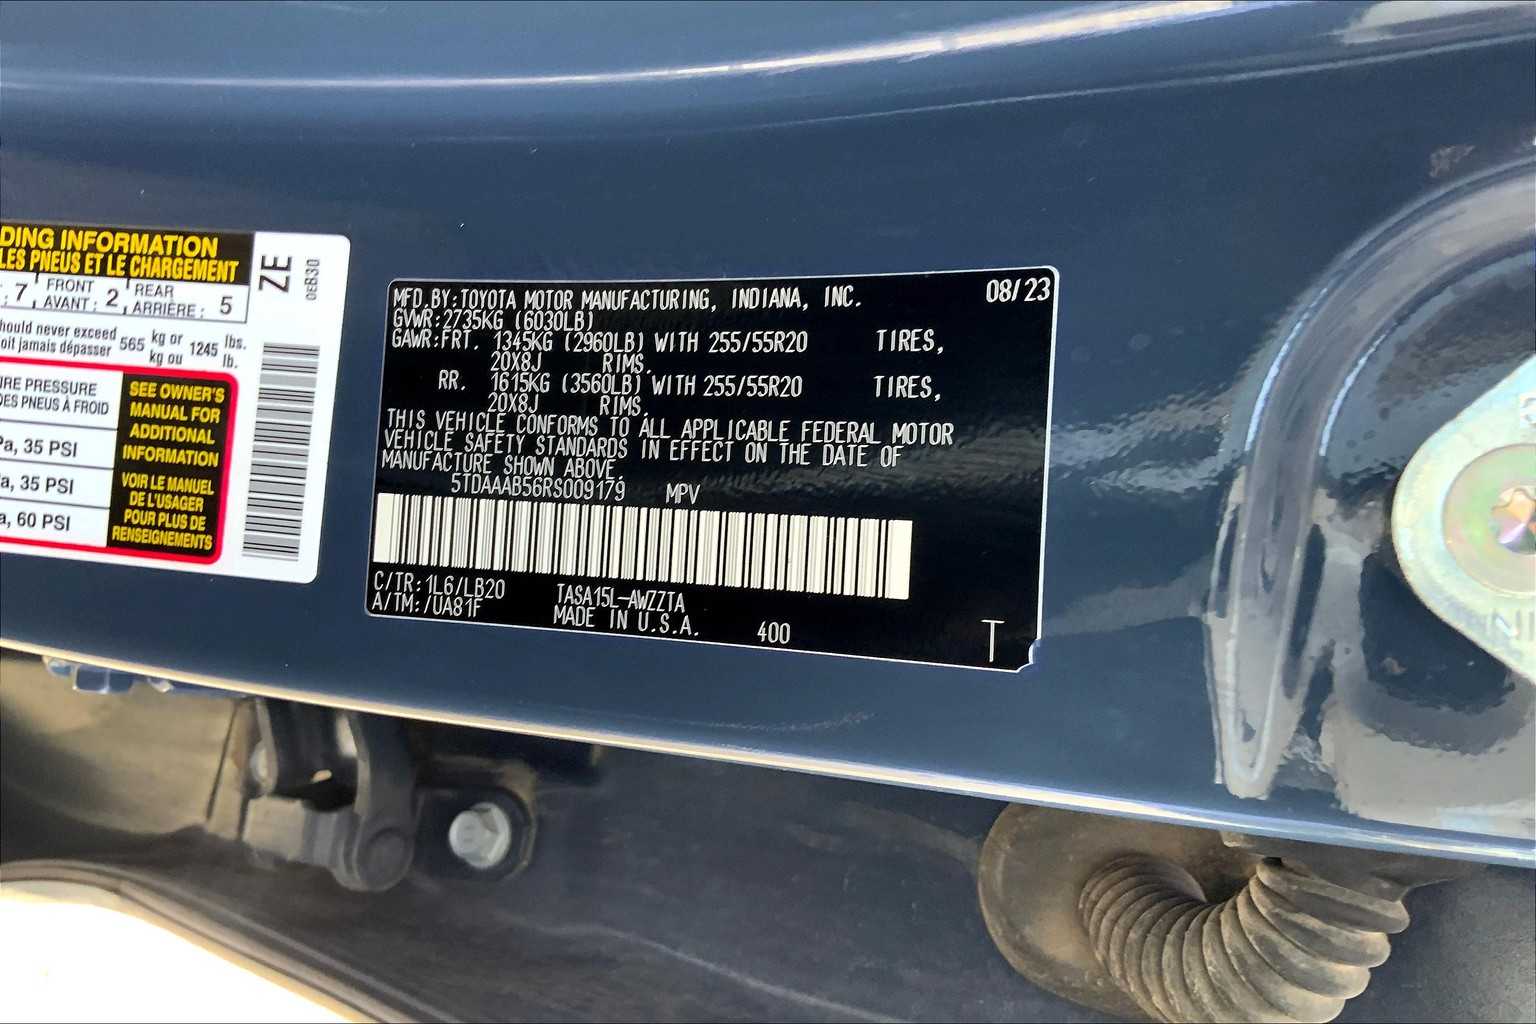 DING INFORMATION
LES PNEUS ET LE CHARGEMENT
: 7 FRONT AVANT : 2 REAR ARRIÈRE : 5
hould never exceed 565 kg or 1245 lbs.
oit jamais dépasser kg ou lb.
IRE PRESSURE
DES PNEUS À FROID
Pa, 35 PSI
a, 35 PSI
a, 60 PSI
SEE OWNER'S
MANUAL FOR
ADDITIONAL
INFORMATION
VOIR LE MANUEL
DE L'USAGER
POUR PLUS DE
RENSEIGNEMENTS
ZE
0EB30
MFD. BY: TOYOTA MOTOR MANUFACTURING, INDIANA, INC. 08/23
GVWR: 2735KG (6030LB)
GAWR: FRT. 1345KG (2960LB) WITH 255/55R20 TIRES,
20X8J RIMS.
RR. 1615KG (3560LB) WITH 255/55R20 TIRES,
20X8J RIMS.
THIS VEHICLE CONFORMS TO ALL APPLICABLE FEDERAL MOTOR
VEHICLE SAFETY STANDARDS IN EFFECT ON THE DATE OF
MANUFACTURE SHOWN ABOVE.
5TDAAAB56RS009179 MPV
C/TR: 1L6/LB20 TASA15L-AWZZTA
A/TM: /UA81F MADE IN U.S.A. 400 T